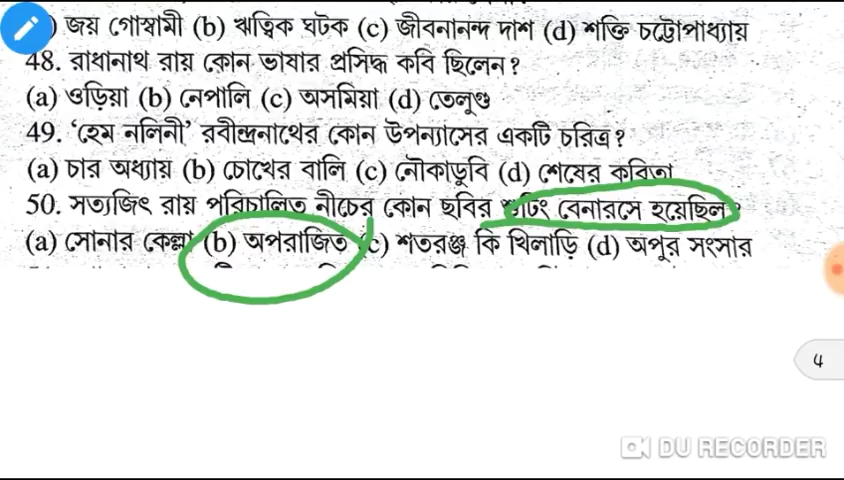 ) জয় গোস্বামী (b) ঋত্বিক ঘটক (c) জীবনানন্দ দাশ (d) শক্তি চট্টোপাধ্যায়
48. রাধানাথ রায় কোন ভাষার প্রসিদ্ধ কবি ছিলেন?
(a) ওড়িয়া (b) নেপালি (c) অসমিয়া (d) তেলুগু
49. ‘হেম নলিনী’ রবীন্দ্রনাথের কোন উপন্যাসের একটি চরিত্র?
(a) চার অধ্যায় (b) চোখের বালি (c) নৌকাডুবি (d) শেষের কবিতা
50. সত্যজিৎ রায় পরিচালিত নীচের কোন ছবির শুটিং বেনারসে হয়েছিল?
(a) সোনার কেল্লা (b) অপরাজিত (c) শতরঞ্জ কি খিলাড়ি (d) অপুর সংসার
4
DU RECORDER